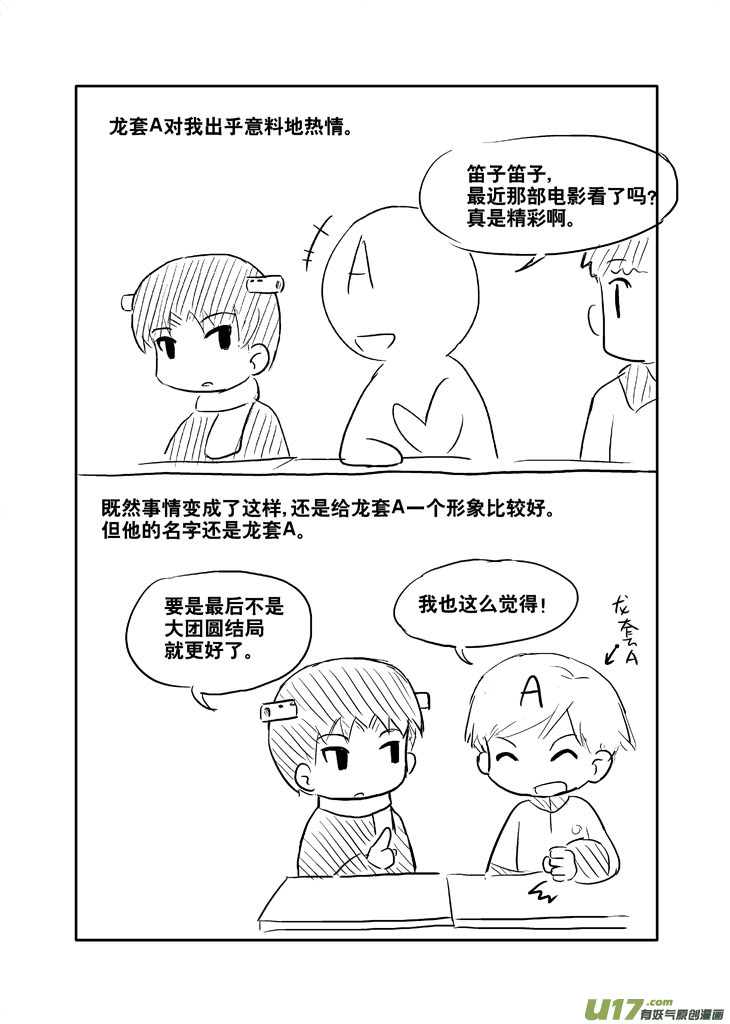 龙套A对我出乎意料地热情。
笛子笛子，
最近那部电影看了吗？
真是精彩啊。
A
既然事情变成了这样，还是给龙套A一个形象比较好。
但他的名字还是龙套A。
要是最后不是
大团圆结局
就更好了。
我也这么觉得！
龙套A
A
U17.com
有妖气原创漫画